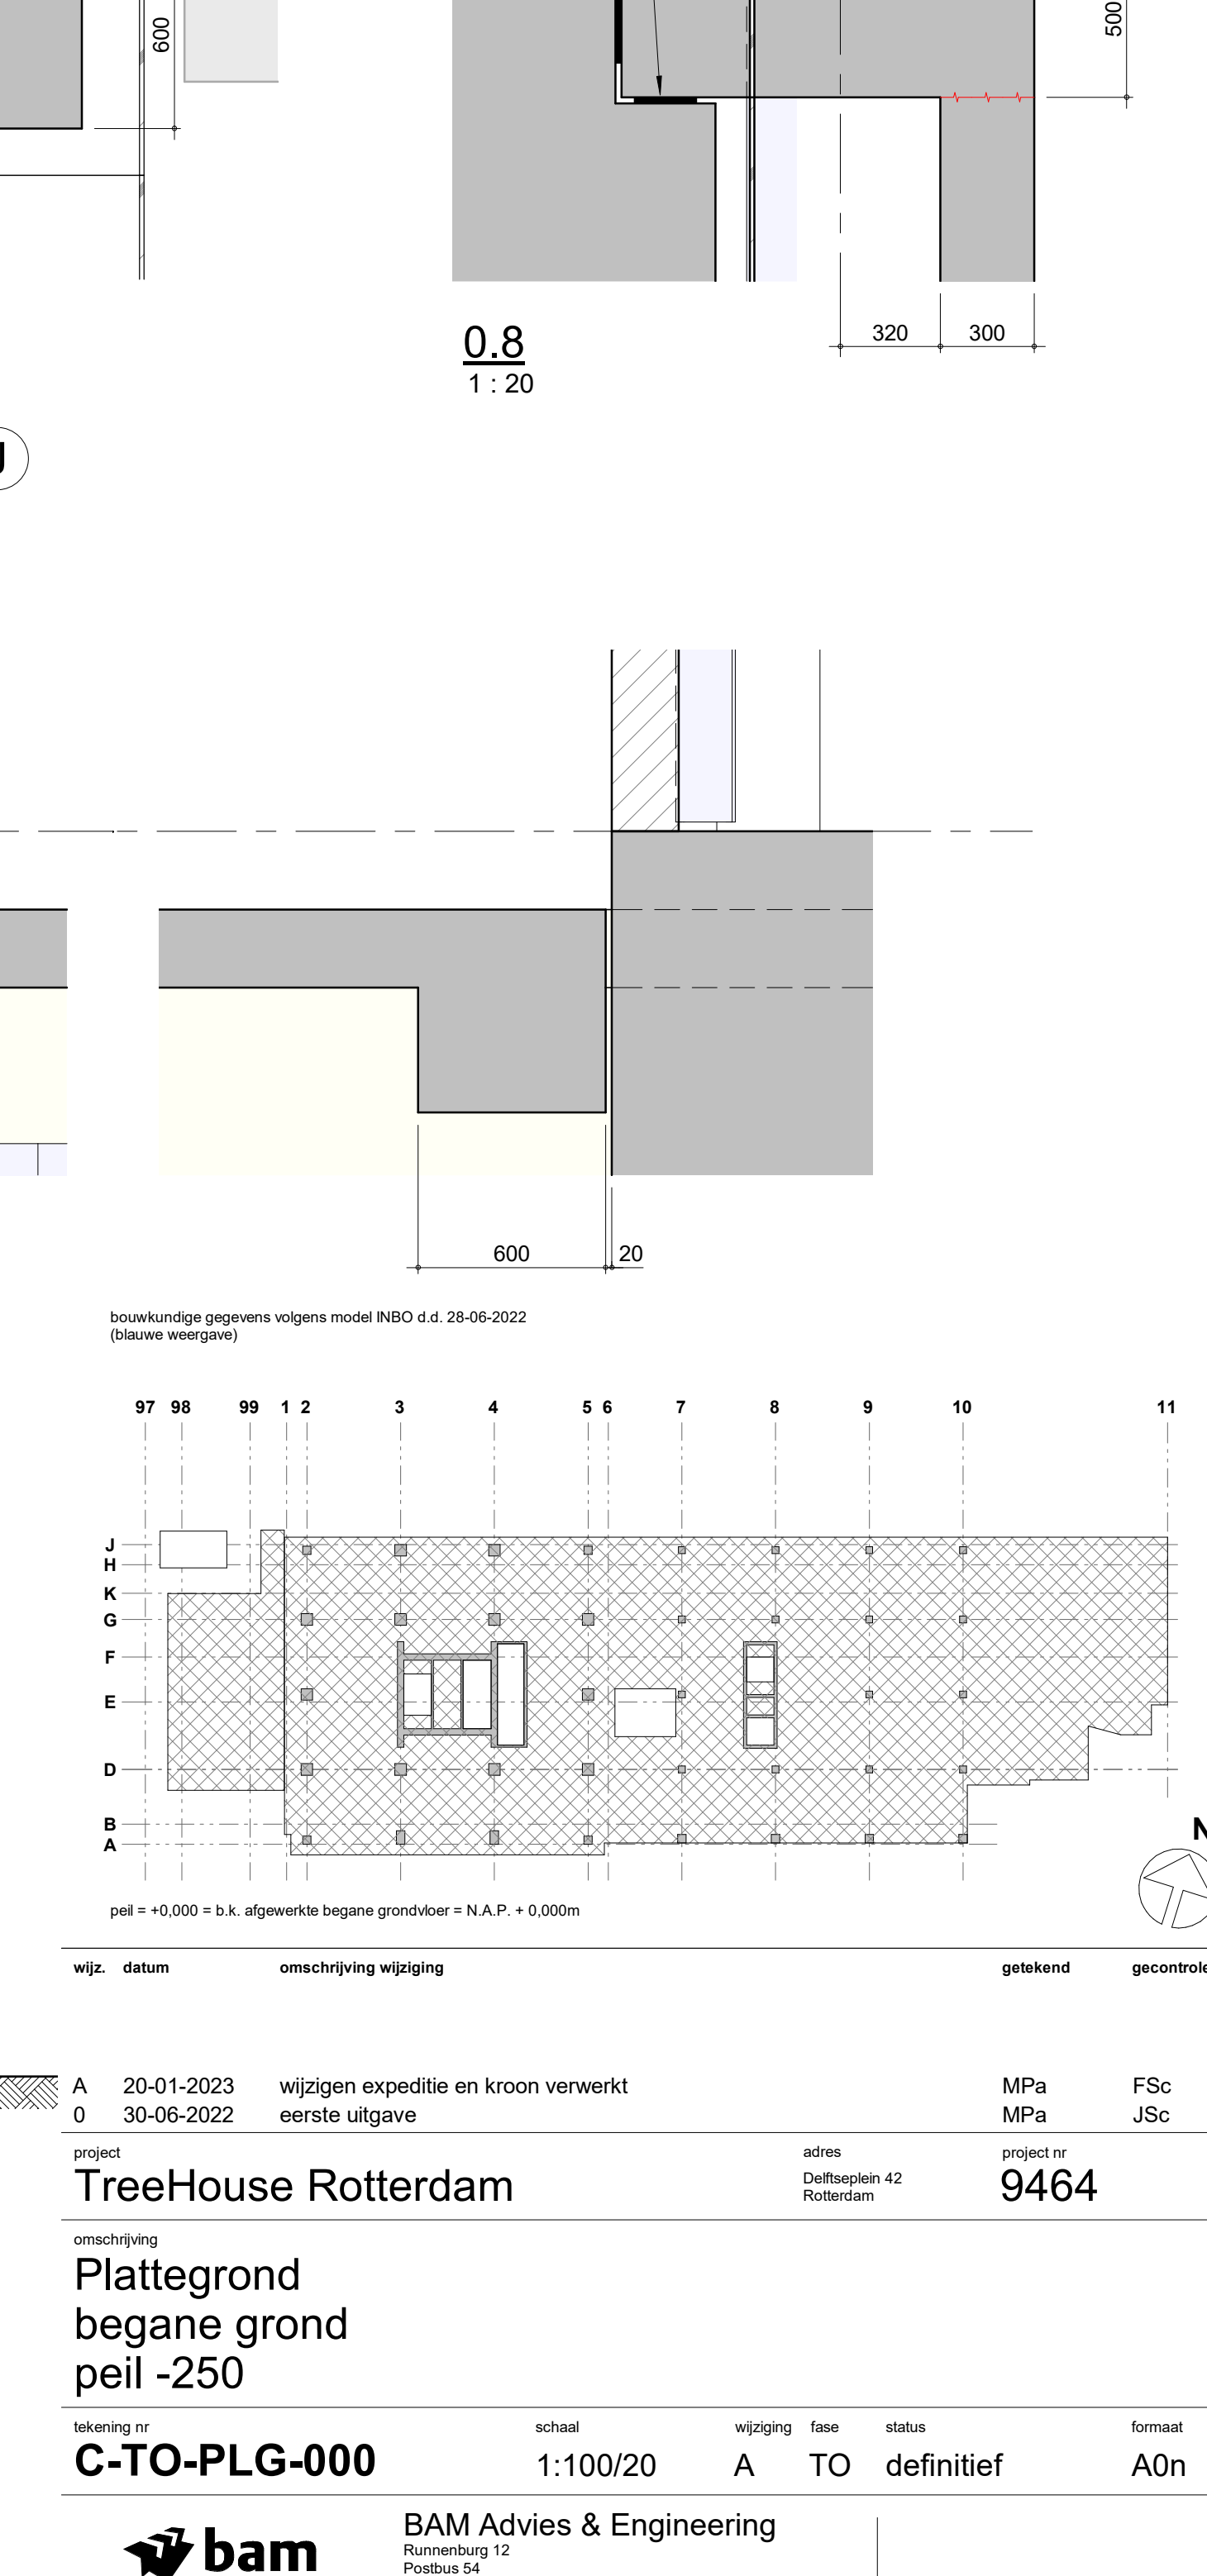 600
500
320 300
0.8
1 : 20
J
600 20
bouwkundige gegevens volgens model INBO d.d. 28-06-2022
(blauwe weergave)
97 98 99 1 2 3 4 5 6 7 8 9 10 11
J
H
K
G
F
E
D
B
A
N
peil = +0,000 = b.k. afgewerkte begane grondvloer = N.A.P. + 0,000m
wijz. datum omschrijving wijziging getekend gecontrole
A 20-01-2023 wijzigen expeditie en kroon verwerkt MPa FSc
0 30-06-2022 eerste uitgave MPa JSc
project adres project nr
TreeHouse Rotterdam Delftseplein 42 9464
Rotterdam
omschrijving
Plattegrond
begane grond
peil -250
tekening nr schaal wijziging fase status formaat
C-TO-PLG-000 1:100/20 A TO definitief A0n
bam BAM Advies & Engineering
Runnenburg 12
Postbus 54